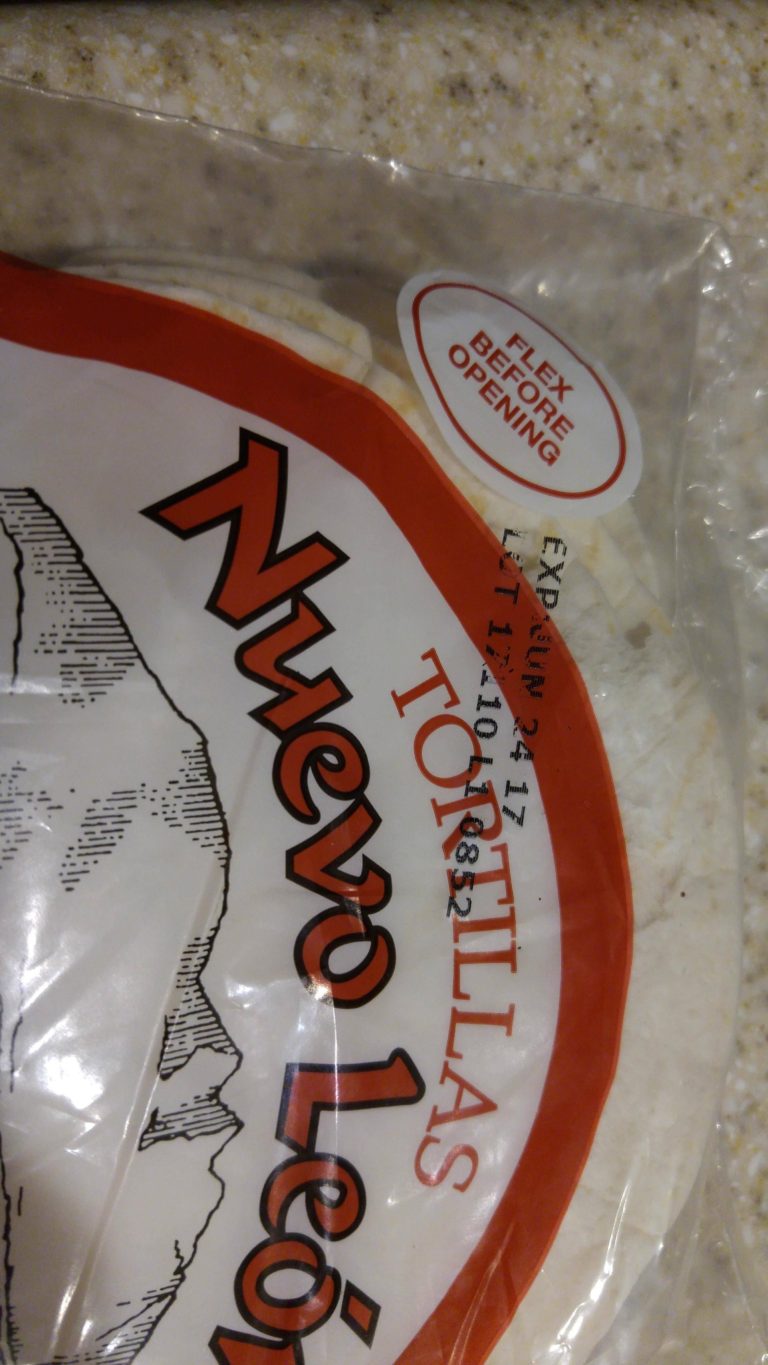 FLEX
BEFORE
OPENING
EXP JUN 24 17
TORTILLAS
Nuevo León